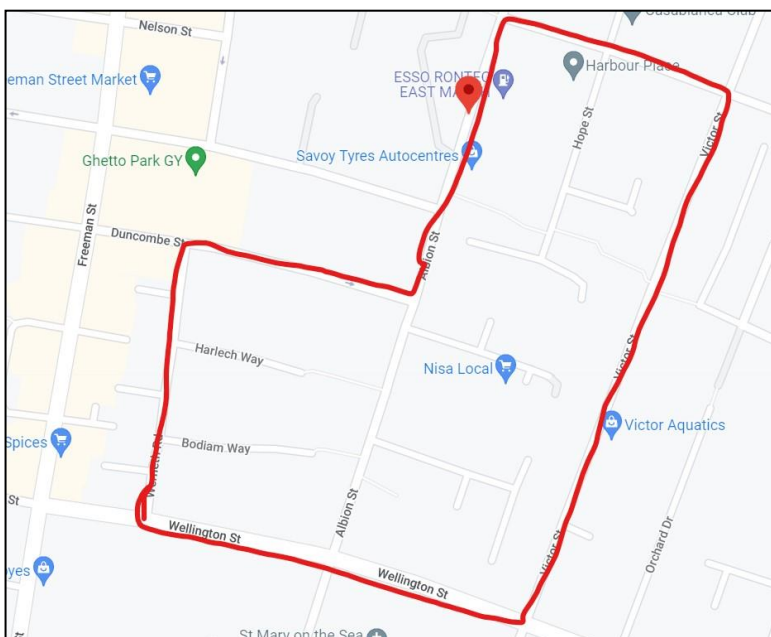 Casablanca Club
Nelson St
eman Street Market
ESSO RONTEC
EAST MA
Harbour Place
Victor St
Hope St
Ghetto Park GY
Savoy Tyres Autocentres
Freeman St
Duncombe St
Albion St
Harlech Way
Nisa Local
Victor St
Victor Aquatics
Spices
Bodiam Way
Werneth Rd
Albion St
St
Wellington St
Orchard Dr
Victor St
yes
Wellington St
St Mary on the Sea
St